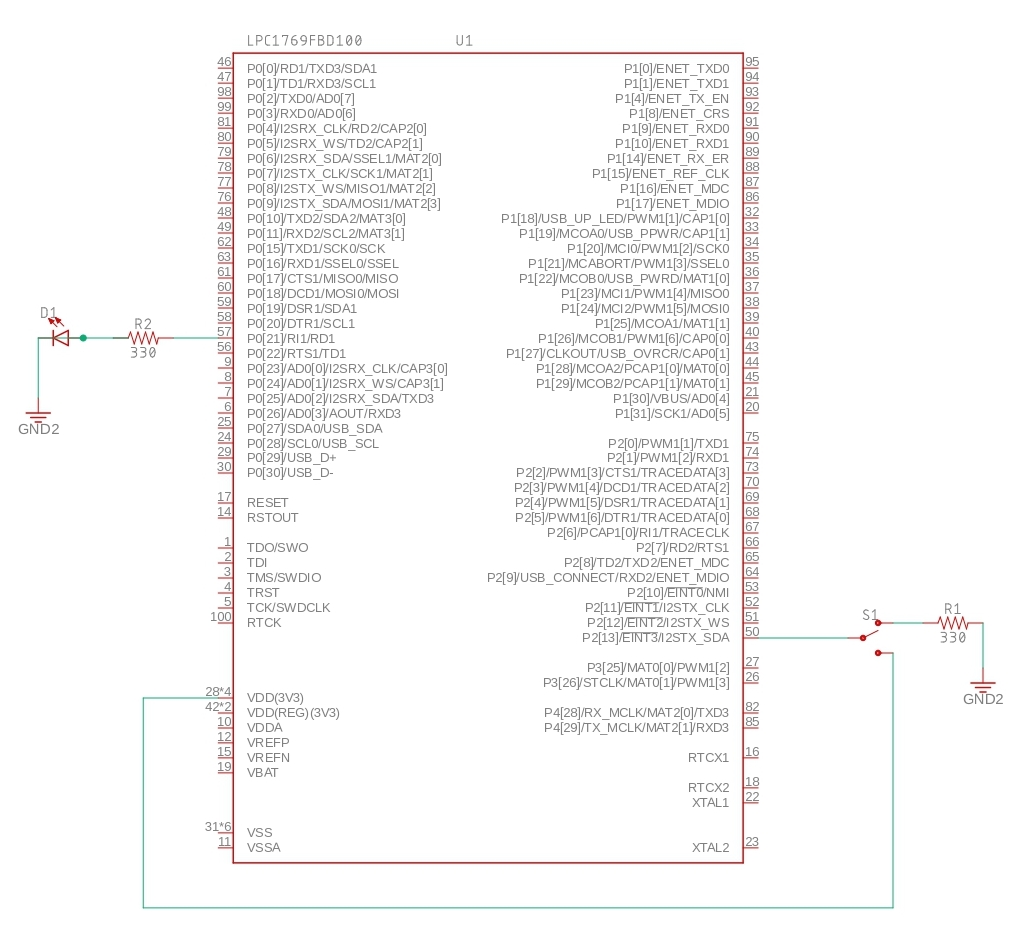 LPC1769FBD100 U1
46 P0[0]/RD1/TXD3/SDA1 P1[0]/ENET_TXD0 95
47 P0[1]/TD1/RXD3/SCL1 P1[1]/ENET_TXD1 94
98 P0[2]/TXD0/AD0[7] P1[4]/ENET_TX_EN 93
99 P0[3]/RXD0/AD0[6] P1[8]/ENET_CRS 92
81 P0[4]/I2SRX_CLK/RD2/CAP2[0] P1[9]/ENET_RXD0 91
80 P0[5]/I2SRX_WS/TD2/CAP2[1] P1[10]/ENET_RXD1 90
79 P0[6]/I2SRX_SDA/SSEL1/MAT2[0] P1[14]/ENET_RX_ER 89
78 P0[7]/I2STX_CLK/SCK1/MAT2[1] P1[15]/ENET_REF_CLK 88
77 P0[8]/I2STX_WS/MISO1/MAT2[2] P1[16]/ENET_MDC 87
76 P0[9]/I2STX_SDA/MOSI1/MAT2[3] P1[17]/ENET_MDIO 86
48 P0[10]/TXD2/SDA2/MAT3[0] P1[18]/USB_UP_LED/PWM1[1]/CAP1[0] 32
49 P0[11]/RXD2/SCL2/MAT3[1] P1[19]/MCOA0/USB_PPWR/CAP1[1] 33
62 P0[15]/TXD1/SCK0/SCK P1[20]/MCI0/PWM1[2]/SCK0 34
63 P0[16]/RXD1/SSEL0/SSEL P1[21]/MCABORT/PWM1[3]/SSEL0 35
61 P0[17]/CTS1/MISO0/MISO P1[22]/MCOB0/USB_PWRD/MAT1[0] 36
60 P0[18]/DCD1/MOSI0/MOSI P1[23]/MCI1/PWM1[4]/MISO0 37
59 P0[19]/DSR1/SDA1 P1[24]/MCI2/PWM1[5]/MOSI0 38
58 P0[20]/DTR1/SCL1 P1[25]/MCOA1/MAT1[1] 39
57 P0[21]/RI1/RD1 P1[26]/MCOB1/PWM1[6]/CAP0[0] 40
56 P0[22]/RTS1/TD1 P1[27]/CLKOUT/USB_OVRCR/CAP0[1] 43
9 P0[23]/AD0[0]/I2SRX_CLK/CAP3[0] P1[28]/MCOA2/PCAP1[0]/MAT0[0] 44
8 P0[24]/AD0[1]/I2SRX_WS/CAP3[1] P1[29]/MCOB2/PCAP1[1]/MAT0[1] 45
7 P0[25]/AD0[2]/I2SRX_SDA/TXD3 P1[30]/VBUS/AD0[4] 21
6 P0[26]/AD0[3]/AOUT/RXD3 P1[31]/SCK1/AD0[5] 20
25 P0[27]/SDA0/USB_SDA
24 P0[28]/SCL0/USB_SCL P2[0]/PWM1[1]/TXD1 75
29 P0[29]/USB_D+ P2[1]/PWM1[2]/RXD1 74
30 P0[30]/USB_D- P2[2]/PWM1[3]/CTS1/TRACEDATA[3] 73
P2[3]/PWM1[4]/DCD1/TRACEDATA[2] 70
17 RESET P2[4]/PWM1[5]/DSR1/TRACEDATA[1] 69
14 RSTOUT P2[5]/PWM1[6]/DTR1/TRACEDATA[0] 68
P2[6]/PCAP1[0]/RI1/TRACECLK 67
1 TDO/SWO P2[7]/RD2/RTS1 66
2 TDI P2[8]/TD2/TXD2/ENET_MDC 65
3 TMS/SWDIO P2[9]/USB_CONNECT/RXD2/ENET_MDIO 64
4 TRST P2[10]/EINT0/NMI 53
5 TCK/SWDCLK P2[11]/EINT1/I2STX_CLK 52
100 RTCK P2[12]/EINT2/I2STX_WS 51
P2[13]/EINT3/I2STX_SDA 50
P3[25]/MAT0[0]/PWM1[2] 27
P3[26]/STCLK/MAT0[1]/PWM1[3] 26
28*4 VDD(3V3)
42*2 VDD(REG)(3V3) P4[28]/RX_MCLK/MAT2[0]/TXD3 82
10 VDDA P4[29]/TX_MCLK/MAT2[1]/RXD3 85
12 VREFP
15 VREFN RTCX1 16
19 VBAT
RTCX2 18
XTAL1 22
31*6 VSS
11 VSSA XTAL2 23
D1
R2
330
GND2
S1
R1
330
GND2